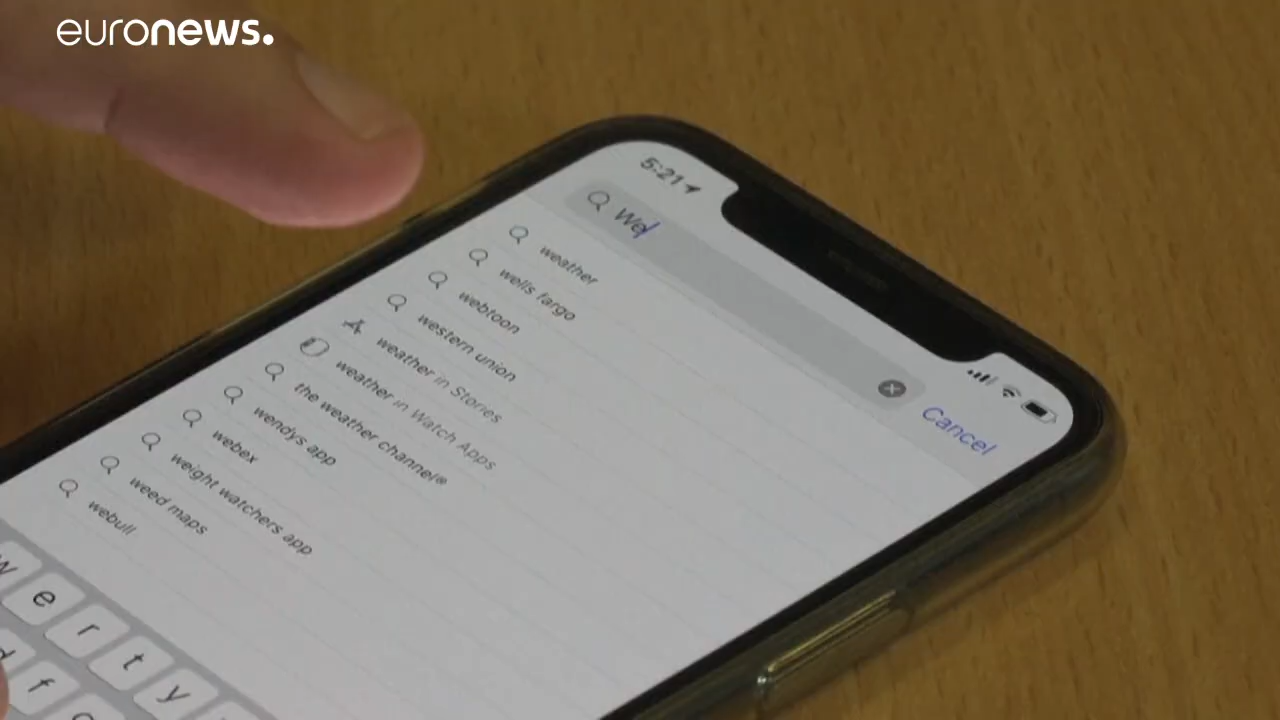 euronews.
5:21
We
Cancel
weather
wells fargo
webtoon
western union
weather in Stories
weather in Watch Apps
the weather channel®
wendys app
webex
weight watchers app
weed maps
webull
w e r t y
d f